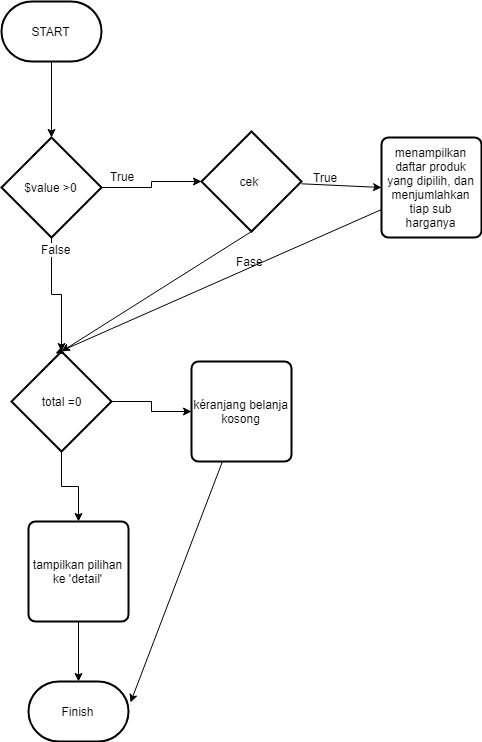 START
$value >0
True
cek
True
menampilkan
daftar produk
yang dipilih, dan
menjumlahkan
tiap sub
harganya
False
Fase
total =0
kéranjang belanja
kosong
tampilkan pilihan
ke 'detail'
Finish